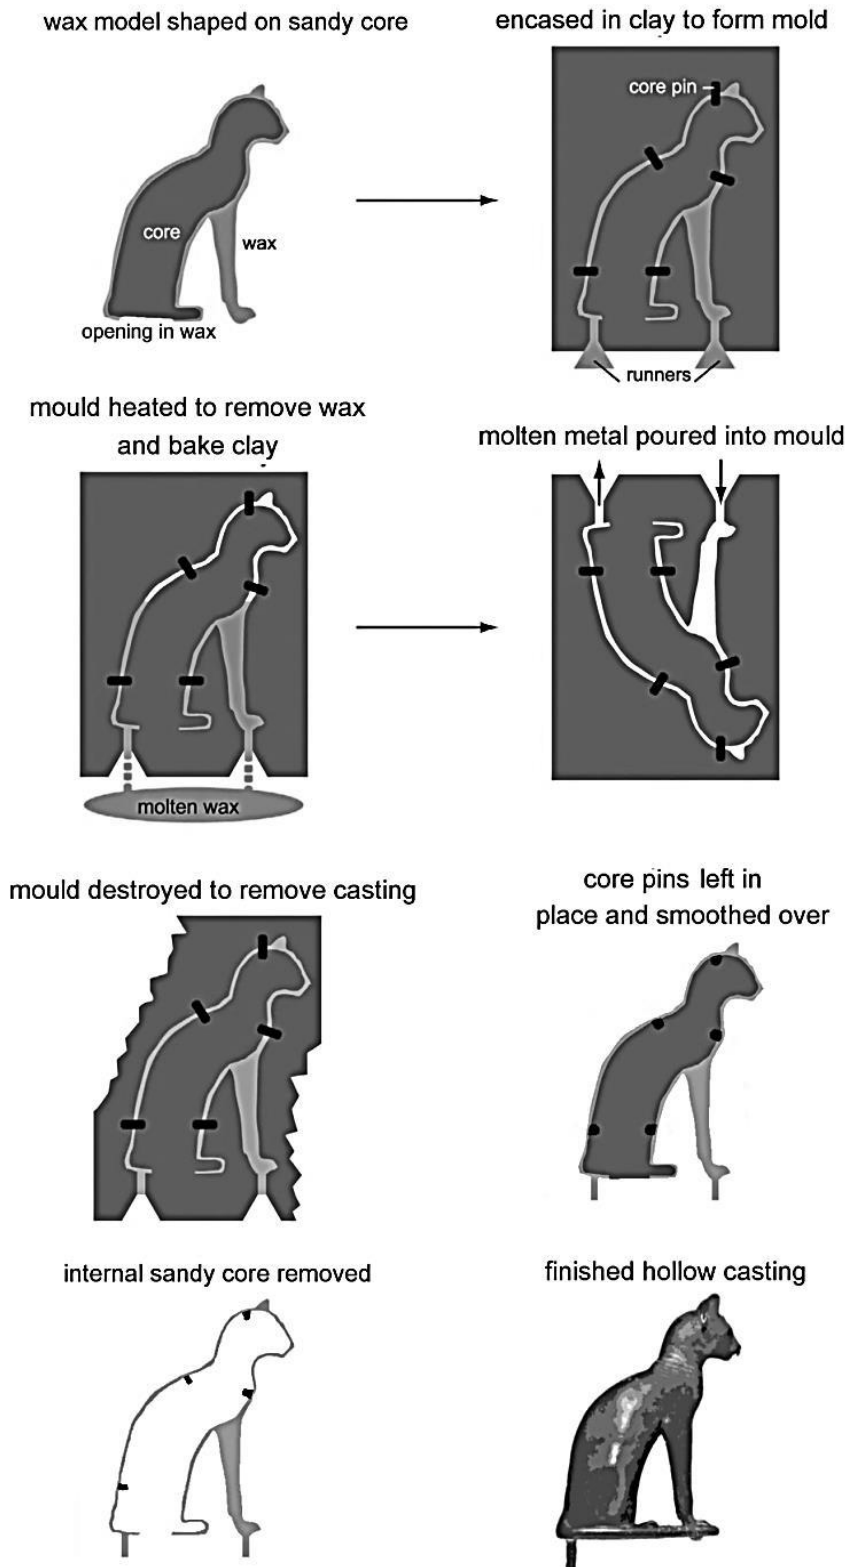 wax model shaped on sandy core
encased in clay to form mold
core pin
core
wax
opening in wax
runners
mould heated to remove wax
and bake clay
molten metal poured into mould
molten wax
mould destroyed to remove casting
core pins left in
place and smoothed over
internal sandy core removed
finished hollow casting